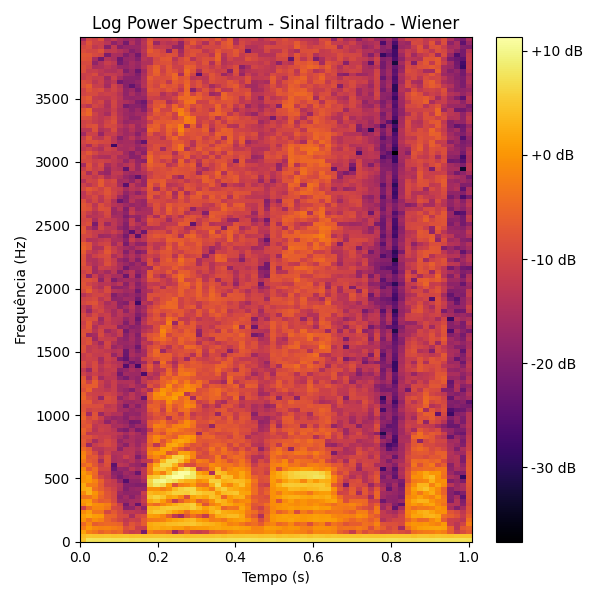 Log Power Spectrum - Sinal filtrado - Wiener
+10 dB
+0 dB
-10 dB
-20 dB
-30 dB
Frequência (Hz)
3500
3000
2500
2000
1500
1000
500
0
0.0 0.2 0.4 0.6 0.8 1.0
Tempo (s)